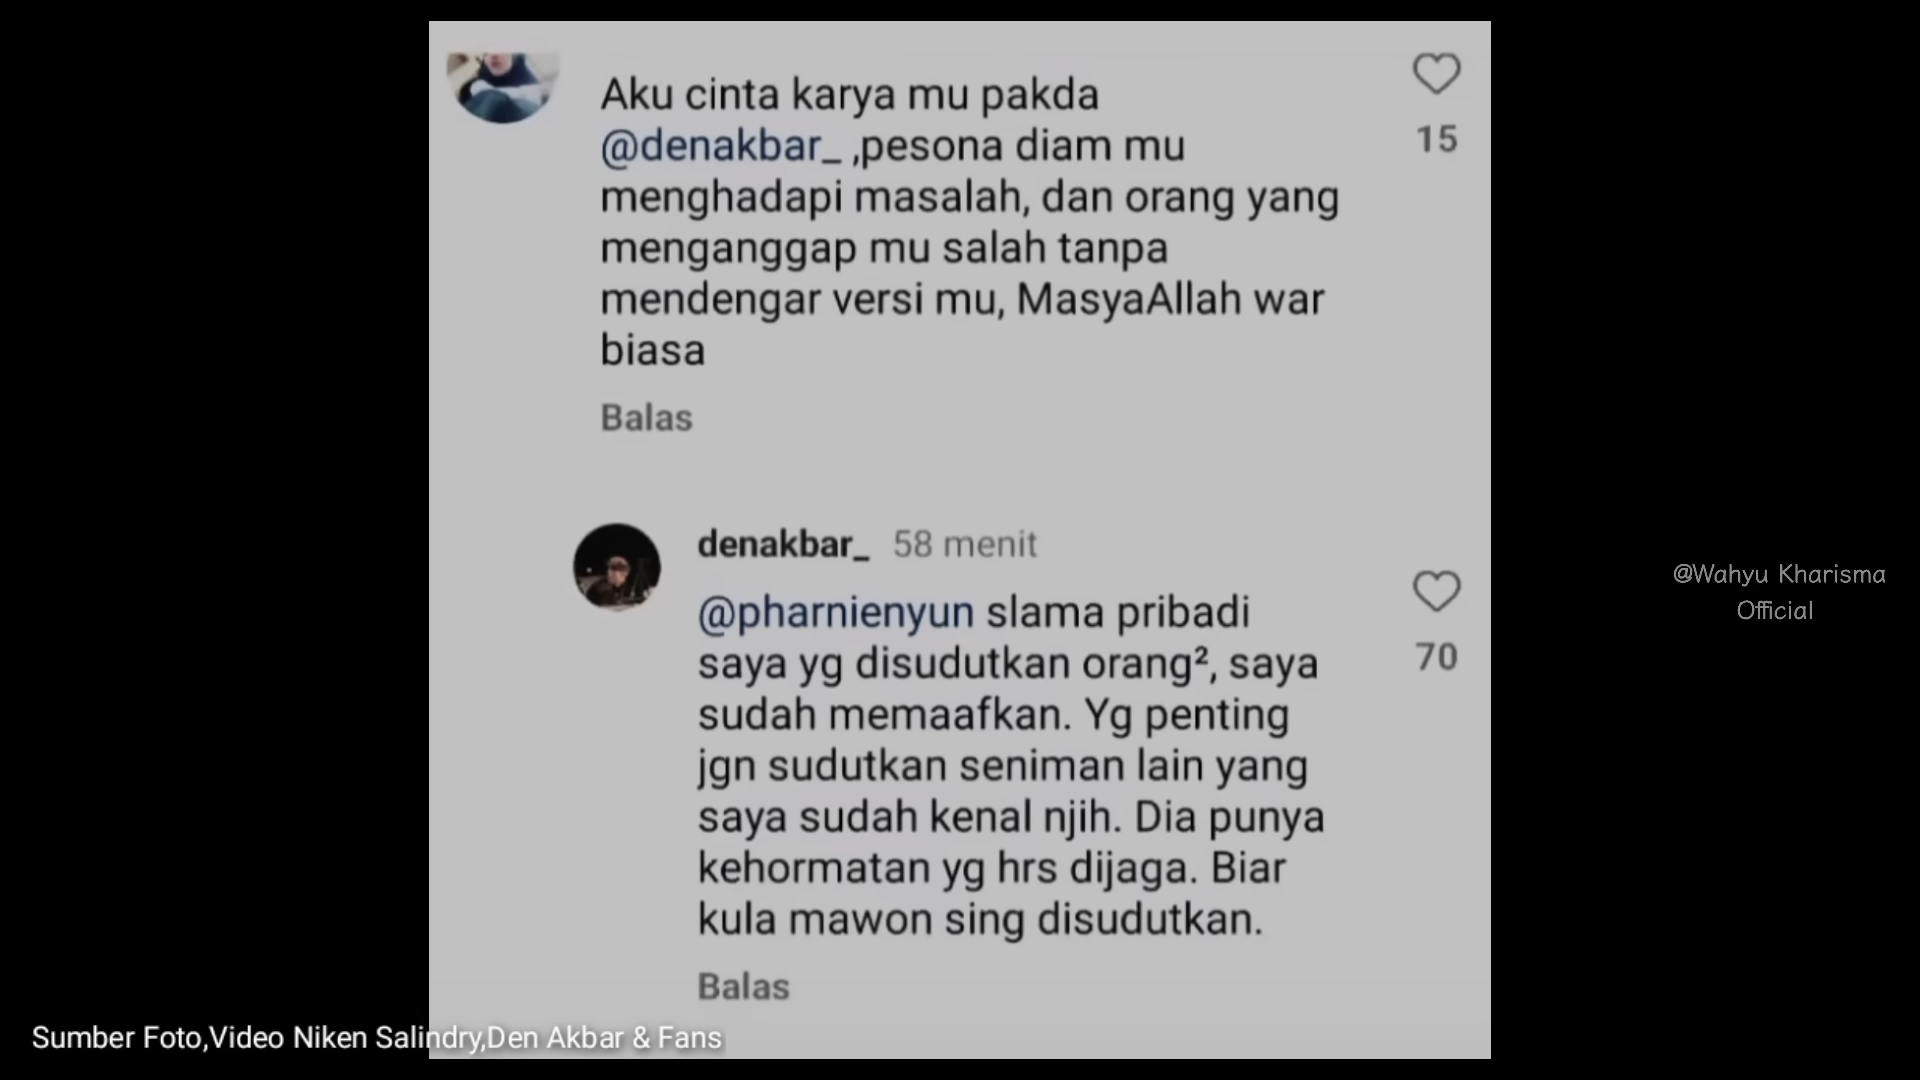 Aku cinta karya mu pakda
@denakbar_ ,pesona diam mu
menghadapi masalah, dan orang yang
menganggap mu salah tanpa
mendengar versi mu, MasyaAllah war
biasa
15
Balas
denakbar_ 58 menit
@pharnienyun slama pribadi
saya yg disudutkan orang², saya
sudah memaafkan. Yg penting
jgn sudutkan seniman lain yang
saya sudah kenal njih. Dia punya
kehormatan yg hrs dijaga. Biar
kula mawon sing disudutkan.
70
Balas
@Wahyu Kharisma
Official
Sumber Foto,Video Niken Salindry,Den Akbar & Fans